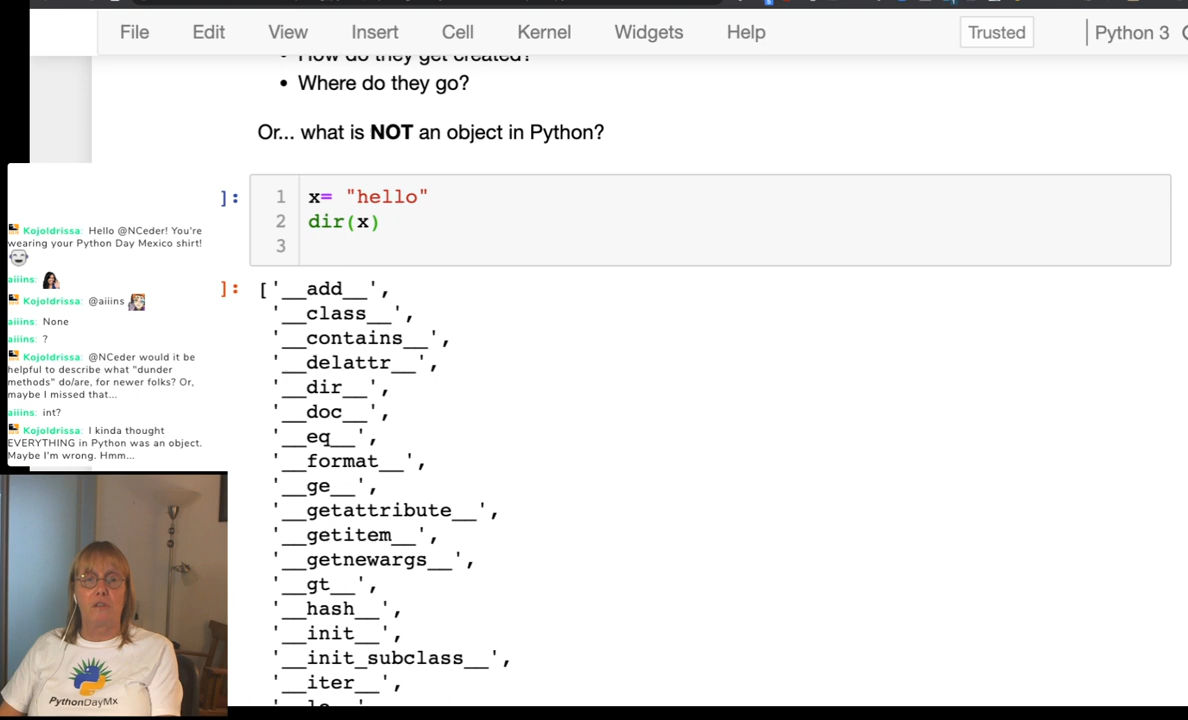 File Edit View Insert Cell Kernel Widgets Help Trusted Python 3
• How do they get created?
• Where do they go?
Or... what is NOT an object in Python?
]:
1 x= "hello"
2 dir(x)
3
]:
['__add__',
'__class__',
'__contains__',
'__delattr__',
'__dir__',
'__doc__',
'__eq__',
'__format__',
'__ge__',
'__getattribute__',
'__getitem__',
'__getnewargs__',
'__gt__',
'__hash__',
'__init__',
'__init_subclass__',
'__iter__',
Kojoldrissa: Hello @NCeder! You're
wearing your Python Day Mexico shirt!
aiiins:
Kojoldrissa: @aiiins
aiiins: None
aiiins: ?
Kojoldrissa: @NCeder would it be
helpful to describe what "dunder
methods" do/are, for newer folks? Or,
maybe I missed that...
aiiins: int?
Kojoldrissa: I kinda thought
EVERYTHING in Python was an object.
Maybe I'm wrong. Hmm...
PythonDayMx